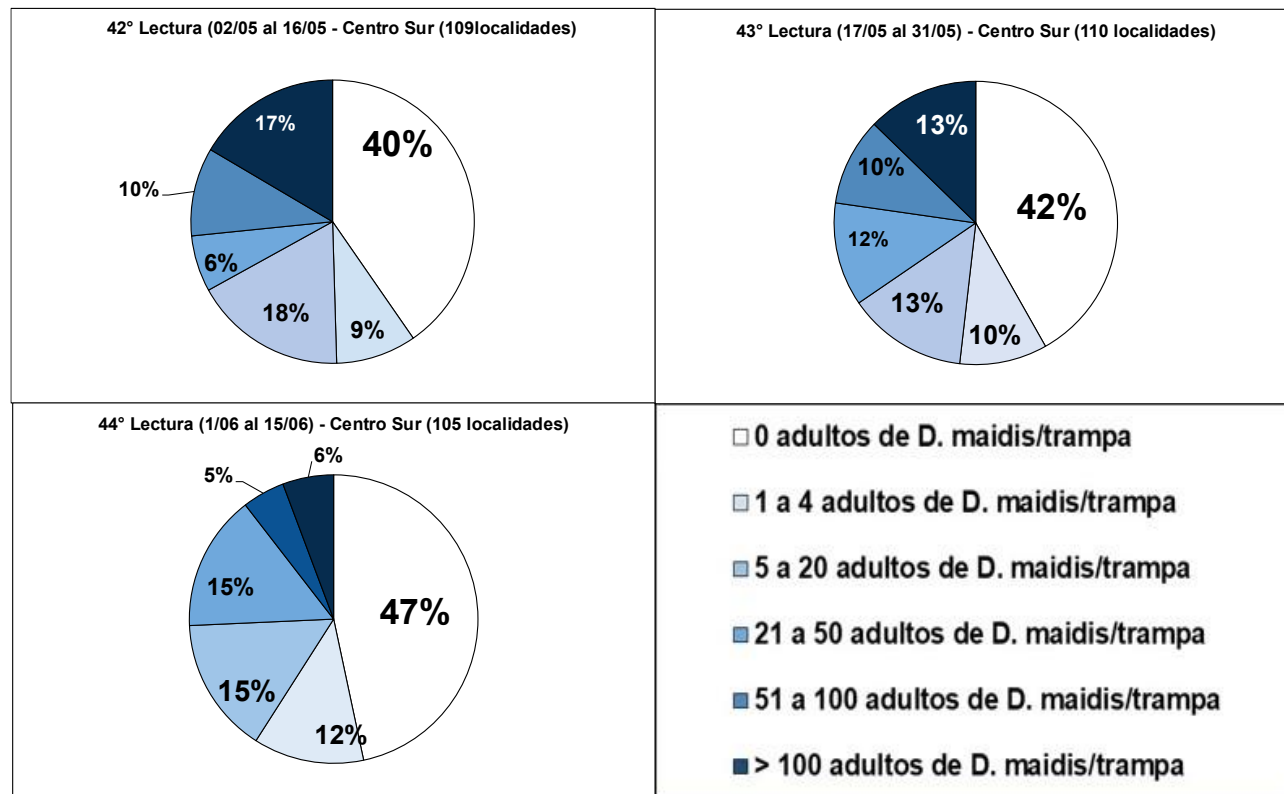 42° Lectura (02/05 al 16/05 - Centro Sur (109localidades)
17%
40%
10%
6%
18%
9%
43° Lectura (17/05 al 31/05) - Centro Sur (110 localidades)
13%
10%
42%
12%
13%
10%
44° Lectura (1/06 al 15/06) - Centro Sur (105 localidades)
6%
5%
15%
47%
15%
12%
0 adultos de D. maidis/trampa
1 a 4 adultos de D. maidis/trampa
5 a 20 adultos de D. maidis/trampa
21 a 50 adultos de D. maidis/trampa
51 a 100 adultos de D. maidis/trampa
> 100 adultos de D. maidis/trampa